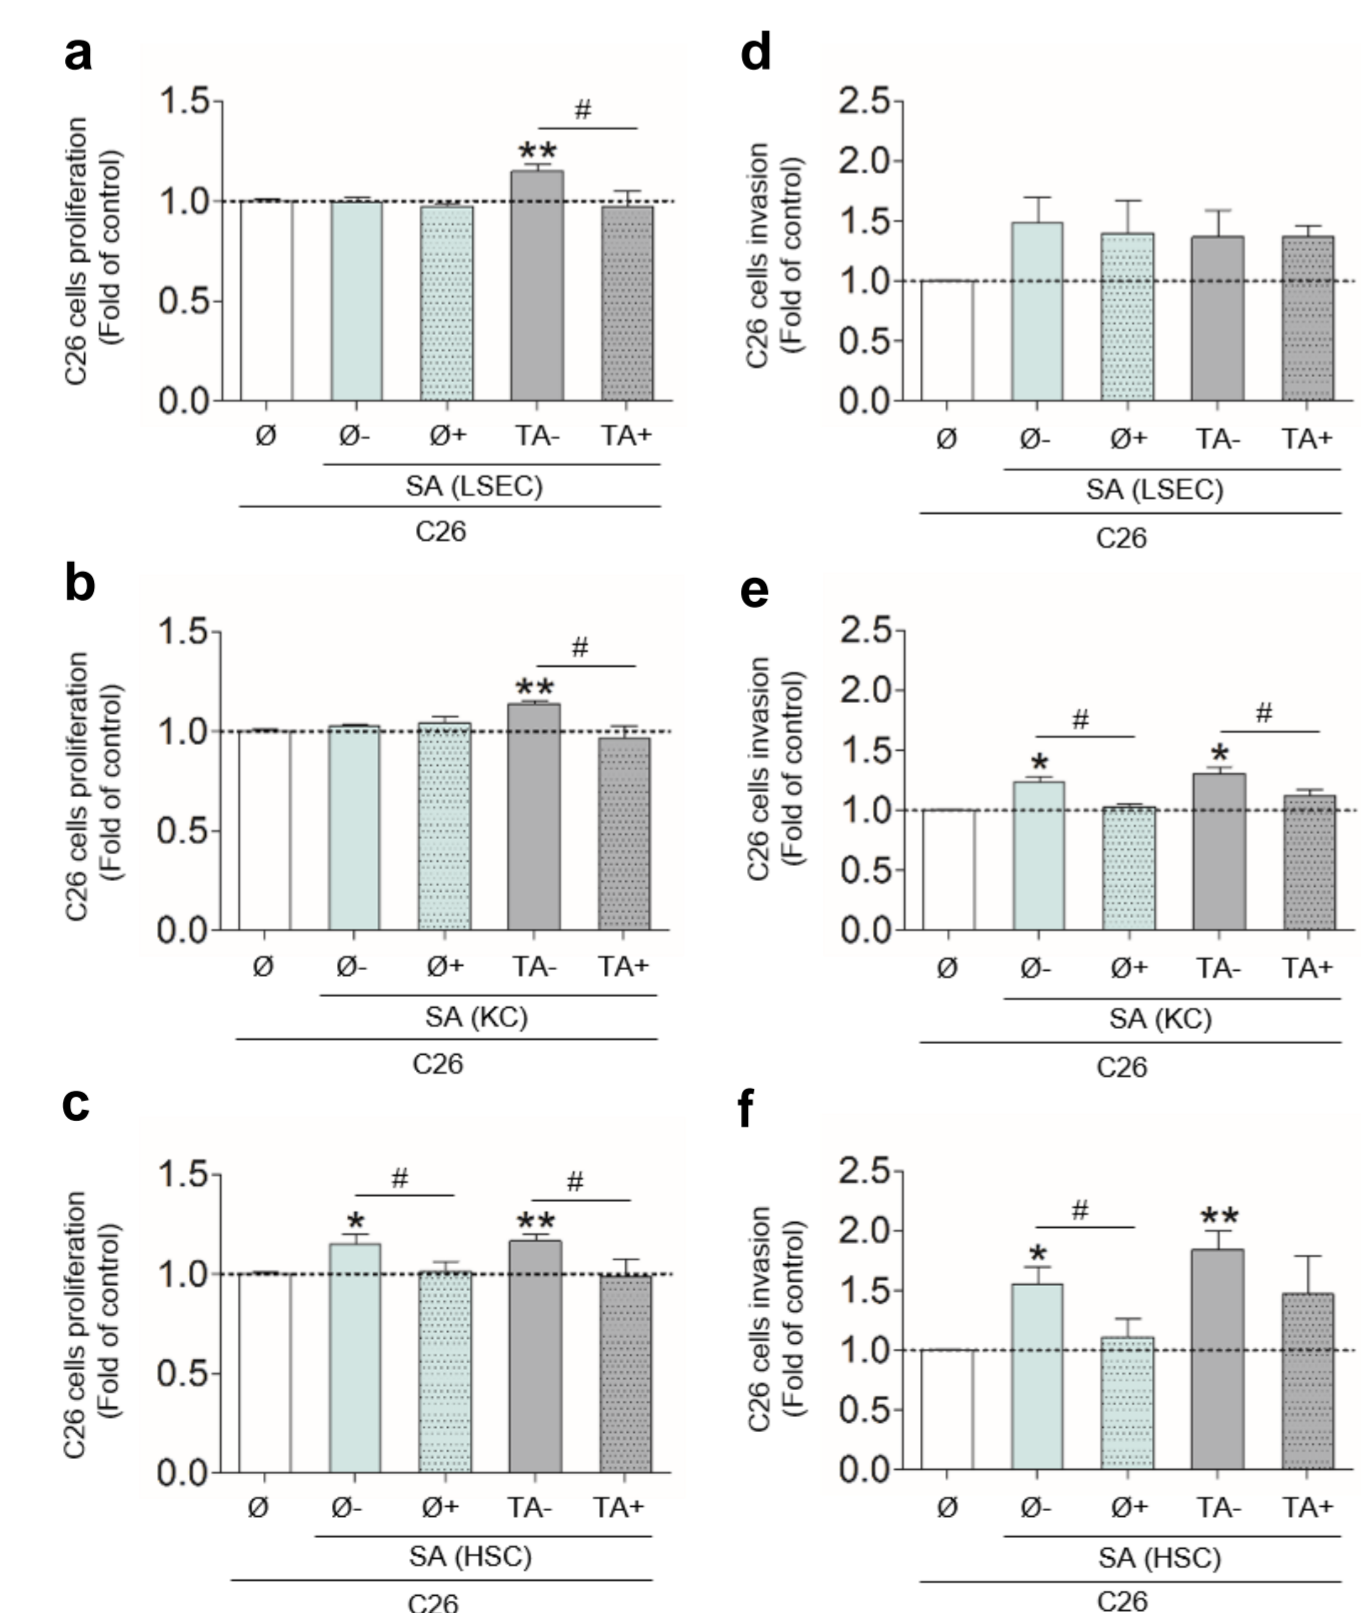 a
C26 cells proliferation
(Fold of control)
1.5
1.0
0.5
0.0
**
#
Ø Ø- Ø+ TA- TA+
SA (LSEC)
C26
d
C26 cells invasion
(Fold of control)
2.5
2.0
1.5
1.0
0.5
0.0
Ø Ø- Ø+ TA- TA+
SA (LSEC)
C26
b
C26 cells proliferation
(Fold of control)
1.5
1.0
0.5
0.0
**
#
Ø Ø- Ø+ TA- TA+
SA (KC)
C26
e
C26 cells invasion
(Fold of control)
2.5
2.0
1.5
1.0
0.5
0.0
# #
* *
Ø Ø- Ø+ TA- TA+
SA (KC)
C26
c
C26 cells proliferation
(Fold of control)
1.5
1.0
0.5
0.0
# #
* **
Ø Ø- Ø+ TA- TA+
SA (HSC)
C26
f
C26 cells invasion
(Fold of control)
2.5
2.0
1.5
1.0
0.5
0.0
#
* **
Ø Ø- Ø+ TA- TA+
SA (HSC)
C26